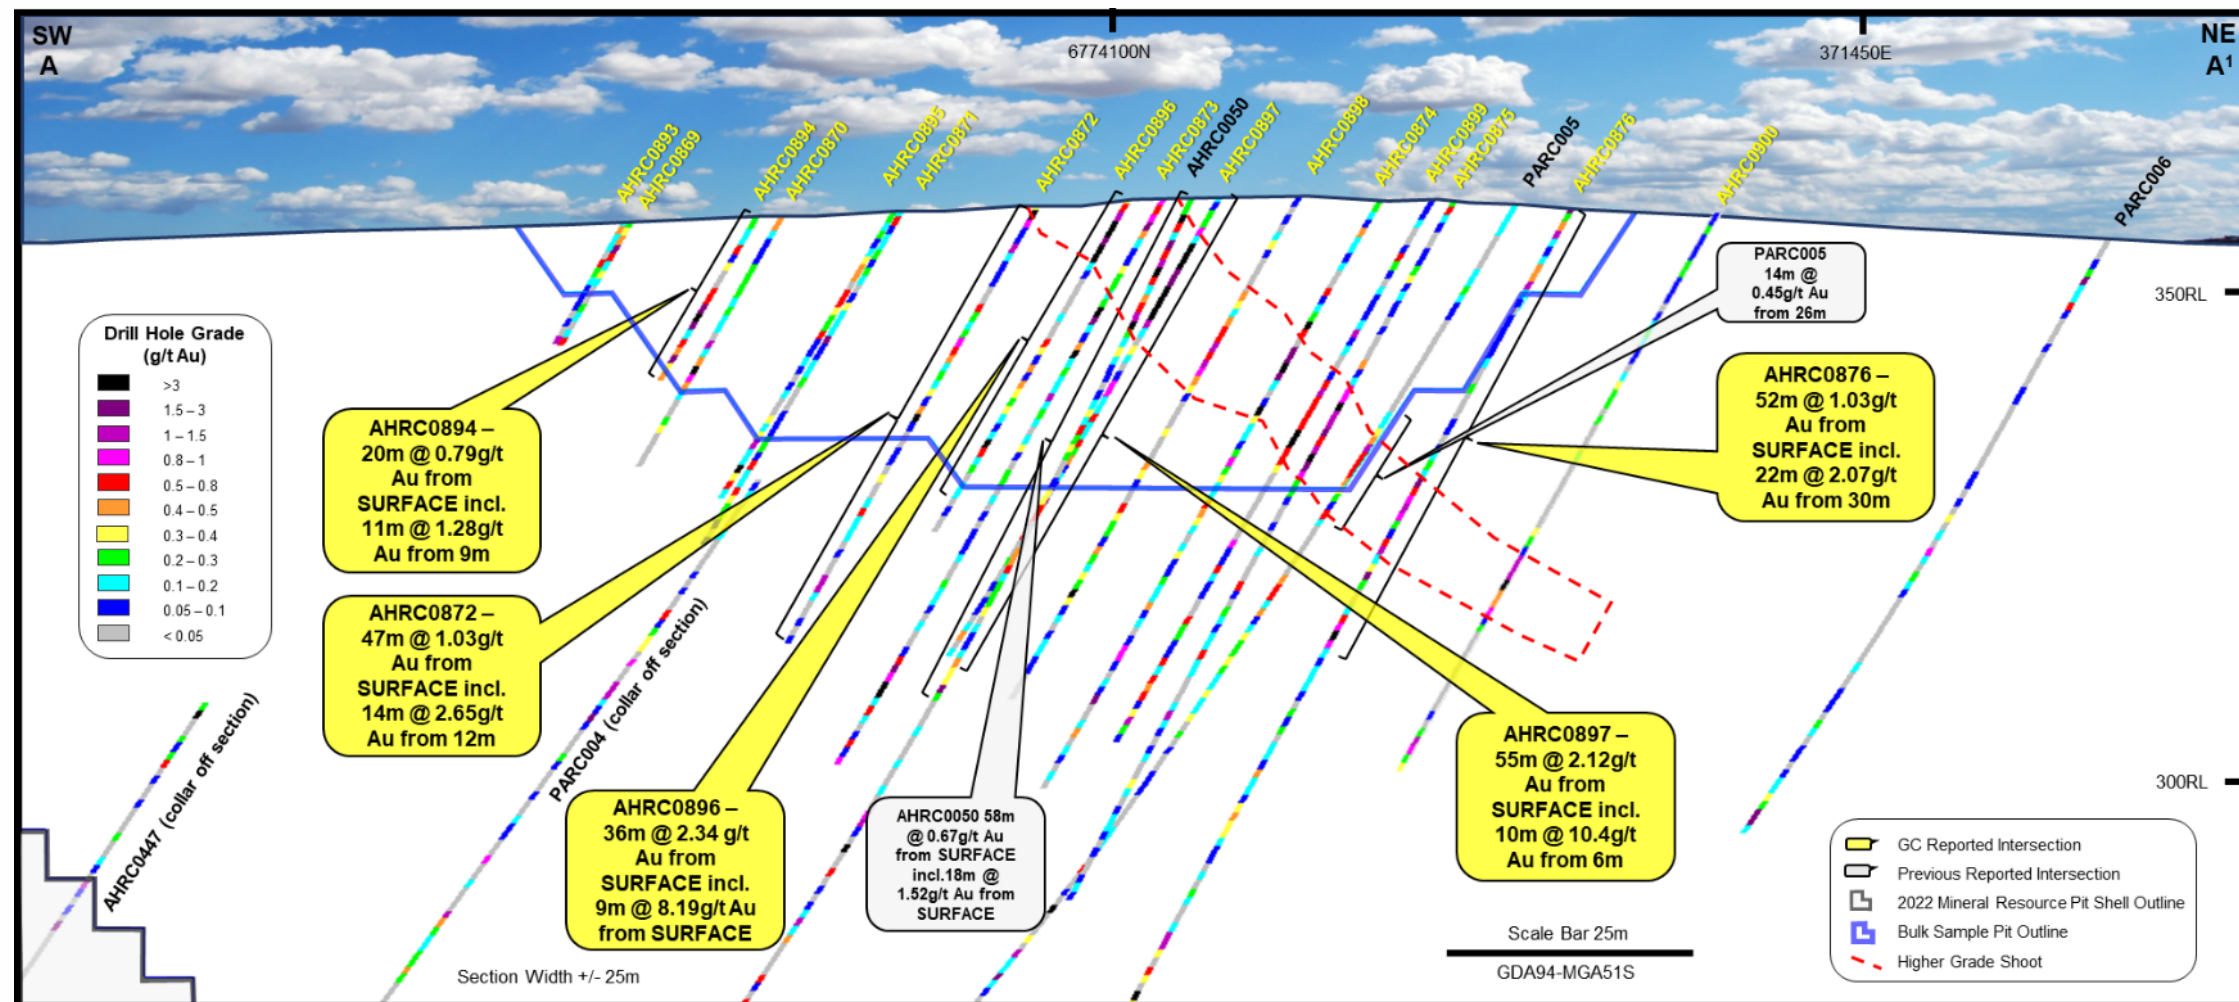 SW
A
6774100N
371450E
NE
A¹
AHRC0893
AHRC0869
AHRC0894
AHRC0870
AHRC0895
AHRC0871
AHRC0872
AHRC0896
AHRC0873
AHRC0050
AHRC0897
AHRC0898
AHRC0874
AHRC0899
AHRC0875
PARC005
AHRC0876
AHRC0900
PARC006
350RL
300RL
Drill Hole Grade
(g/t Au)
>3
1.5 – 3
1 – 1.5
0.8 – 1
0.5 – 0.8
0.4 – 0.5
0.3 – 0.4
0.2 – 0.3
0.1 – 0.2
0.05 – 0.1
< 0.05
AHRC0894 –
20m @ 0.79g/t
Au from
SURFACE incl.
11m @ 1.28g/t
Au from 9m
AHRC0872 –
47m @ 1.03g/t
Au from
SURFACE incl.
14m @ 2.65g/t
Au from 12m
AHRC0896 –
36m @ 2.34 g/t
Au from
SURFACE incl.
9m @ 8.19g/t Au
from SURFACE
AHRC0050 58m
@ 0.67g/t Au
from SURFACE
incl.18m @
1.52g/t Au from
SURFACE
PARC005
14m @
0.45g/t Au
from 26m
AHRC0876 –
52m @ 1.03g/t
Au from
SURFACE incl.
22m @ 2.07g/t
Au from 30m
AHRC0897 –
55m @ 2.12g/t
Au from
SURFACE incl.
10m @ 10.4g/t
Au from 6m
AHRC0447 (collar off section)
PARC004 (collar off section)
Section Width +/- 25m
Scale Bar 25m
GDA94-MGA51S
GC Reported Intersection
Previous Reported Intersection
2022 Mineral Resource Pit Shell Outline
Bulk Sample Pit Outline
Higher Grade Shoot